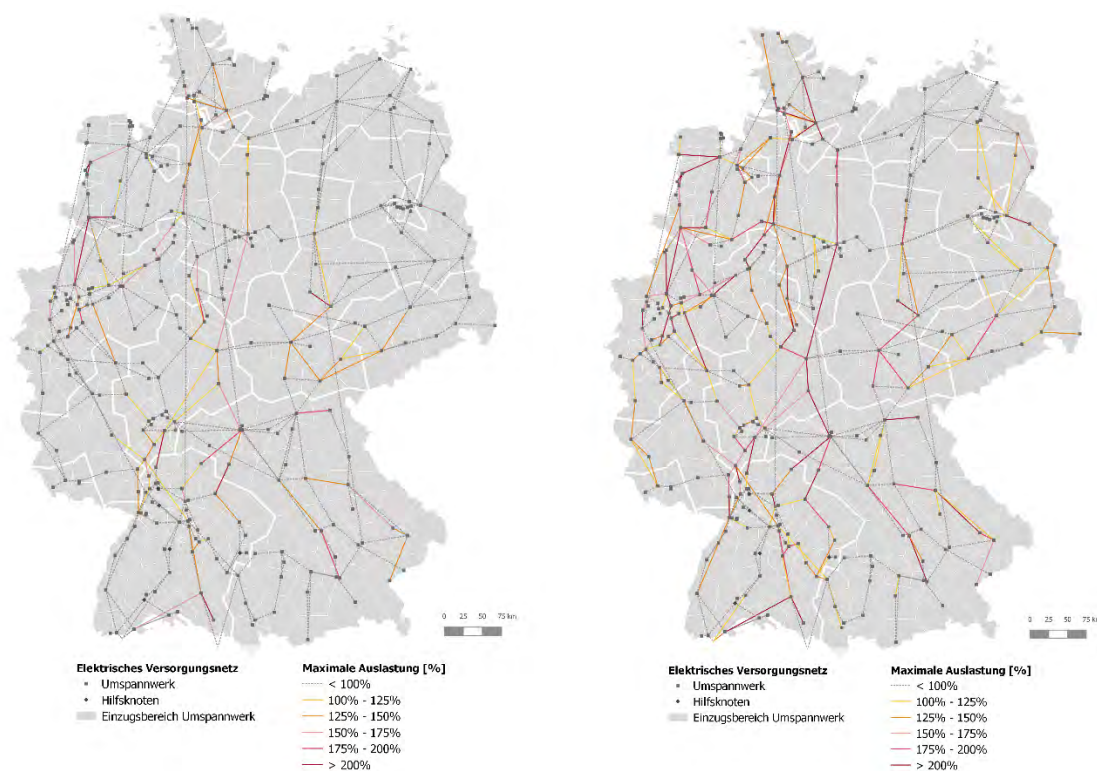 0 25 50 75 km
Elektrisches Versorgungsnetz
Umspannwerk
Hilfsknoten
Einzugsbereich Umspannwerk
Maximale Auslastung [%]
< 100%
100% - 125%
125% - 150%
150% - 175%
175% - 200%
> 200%
0 25 50 75 km
Elektrisches Versorgungsnetz
Umspannwerk
Hilfsknoten
Einzugsbereich Umspannwerk
Maximale Auslastung [%]
< 100%
100% - 125%
125% - 150%
150% - 175%
175% - 200%
> 200%